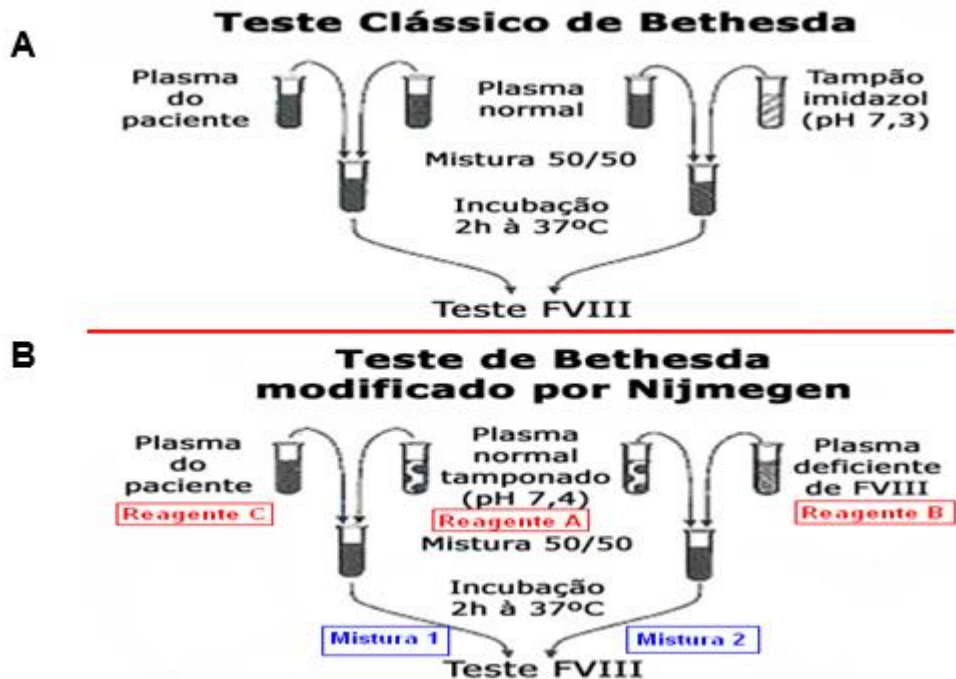 A
Teste Clássico de Bethesda
Plasma
do
paciente
Plasma
normal
Tampão
imidazol
(pH 7,3)
Mistura 50/50
Incubação
2h à 37ºC
Teste FVIII
B
Teste de Bethesda
modificado por Nijmegen
Plasma
do
paciente
Reagente C
Plasma
normal
tamponado
(pH 7,4)
Reagente A
Plasma
deficiente
de FVIII
Reagente B
Mistura 50/50
Incubação
2h à 37ºC
Mistura 1
Mistura 2
Teste FVIII